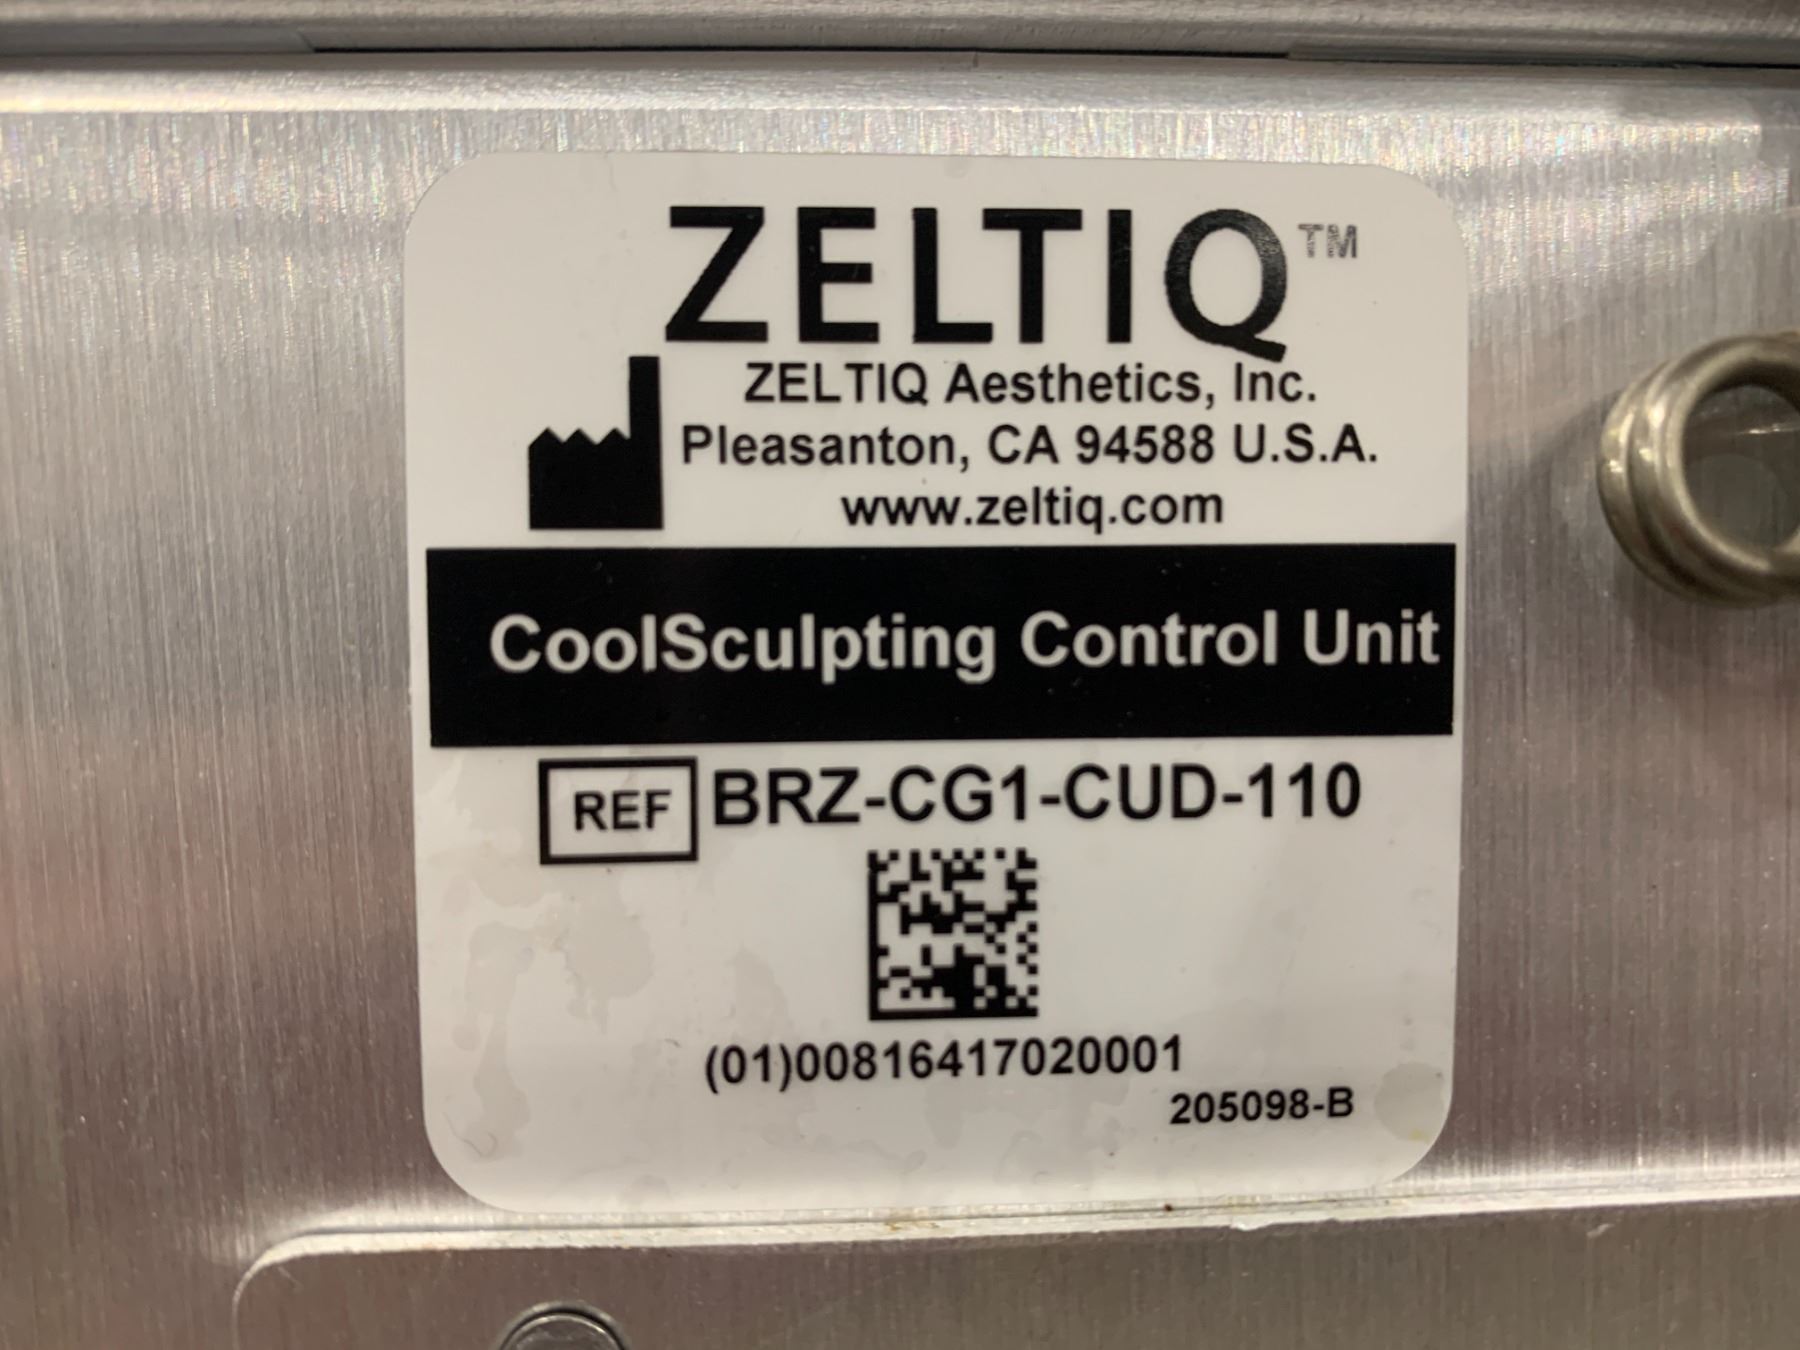 ZELTIQ™
ZELTIQ Aesthetics, Inc.
Pleasanton, CA 94588 U.S.A.
www.zeltiq.com
CoolSculpting Control Unit
REF BRZ-CG1-CUD-110
(01)00816417020001
205098-B